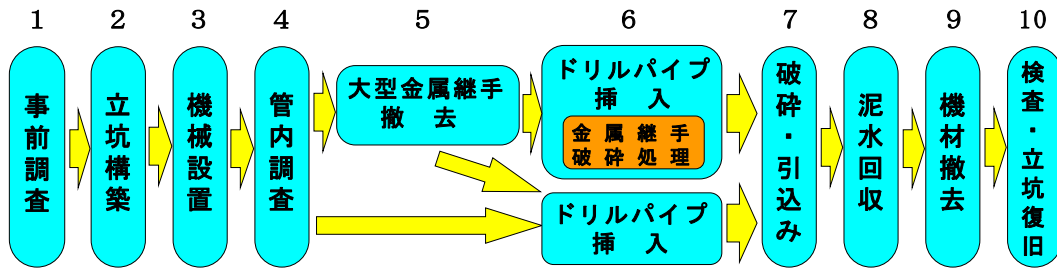 1
2
3
4
5
6
7
8
9
10
事前調査
立坑構築
機械設置
管内調査
大型金属継手
撤去
ドリルパイプ
挿入
金属継手
破砕処理
ドリルパイプ
挿入
破砕・引込み
泥水回収
機材撤去
検査・立坑復旧